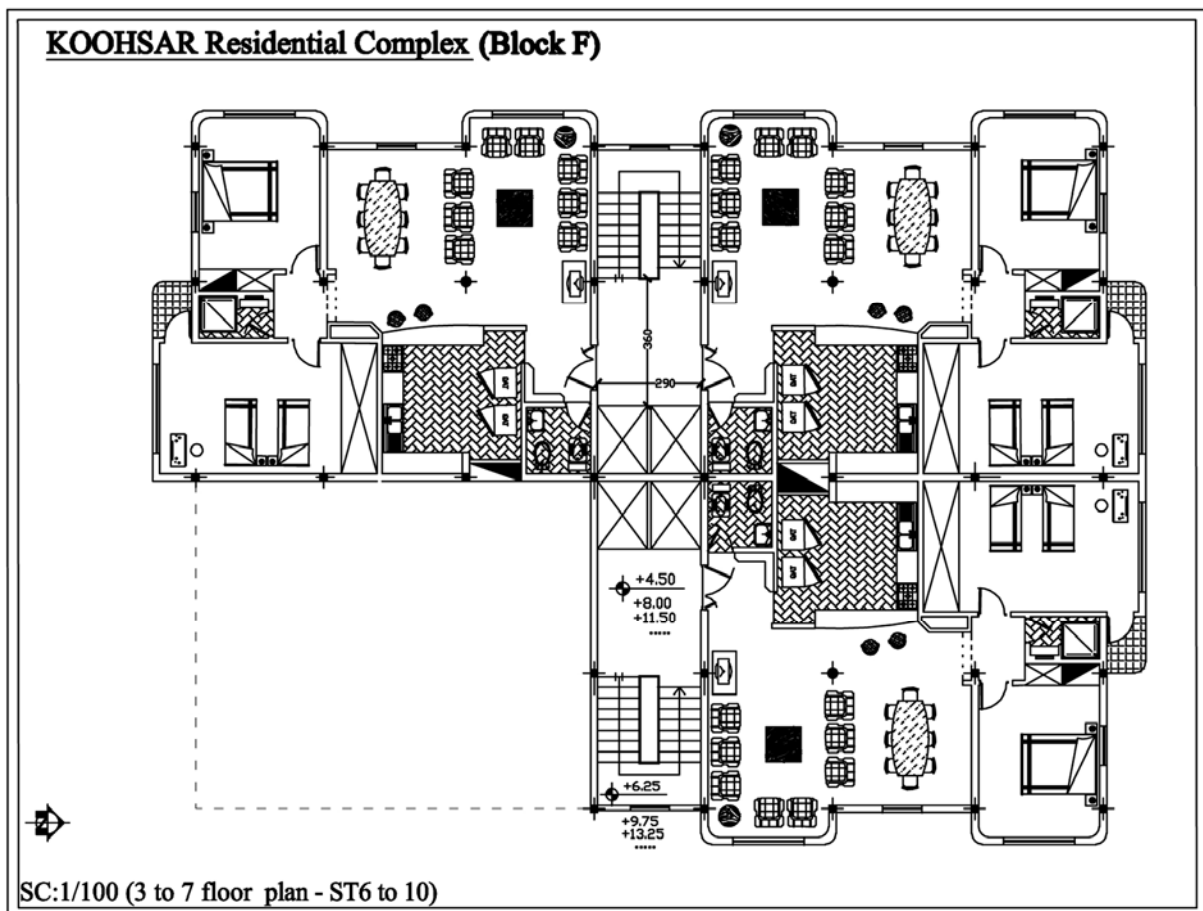 KOOHSAR Residential Complex (Block F)
360
290
+4.50
+8.00
+11.50
+6.25
+9.75
+13.25
N
SC:1/100 (3 to 7 floor plan - ST6 to 10)